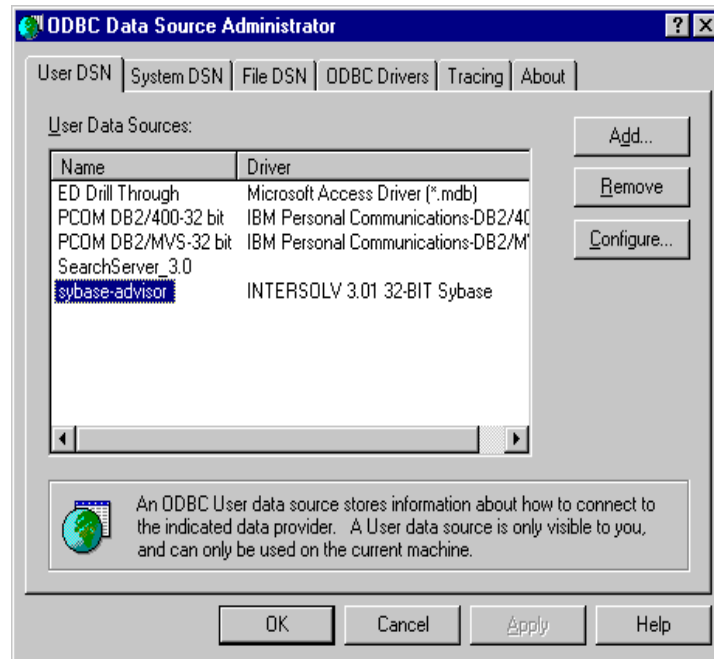 ODBC Data Source Administrator
User DSN System DSN File DSN ODBC Drivers Tracing About
User Data Sources:
Add...
Name Driver
Remove
ED Drill Through Microsoft Access Driver (*.mdb)
PCOM DB2/400-32 bit IBM Personal Communications-DB2/40
Configure...
PCOM DB2/MVS-32 bit IBM Personal Communications-DB2/M
SearchServer_3.0
sybase-advisor INTERSOLV 3.01 32-BIT Sybase
An ODBC User data source stores information about how to connect to
the indicated data provider. A User data source is only visible to you,
and can only be used on the current machine.
OK Cancel Apply Help